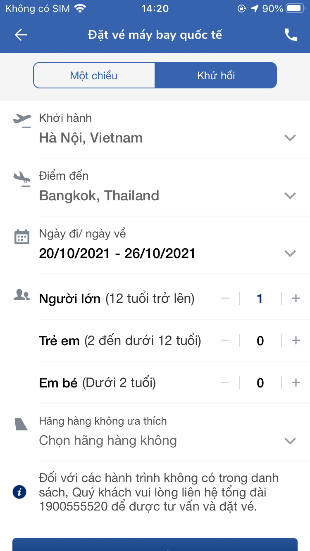 Không có SIM 14:20 90%
Đặt vé máy bay quốc tế
Một chiều Khứ hồi
Khởi hành
Hà Nội, Vietnam
Điểm đến
Bangkok, Thailand
Ngày đi/ ngày về
20/10/2021 - 26/10/2021
Người lớn (12 tuổi trở lên) − 1 +
Trẻ em (2 đến dưới 12 tuổi) − 0 +
Em bé (Dưới 2 tuổi) − 0 +
Hãng hàng không ưa thích
Chọn hãng hàng không
Đối với các hành trình không có trong danh
sách, Quý khách vui lòng liên hệ tổng đài
1900555520 để được tư vấn và đặt vé.